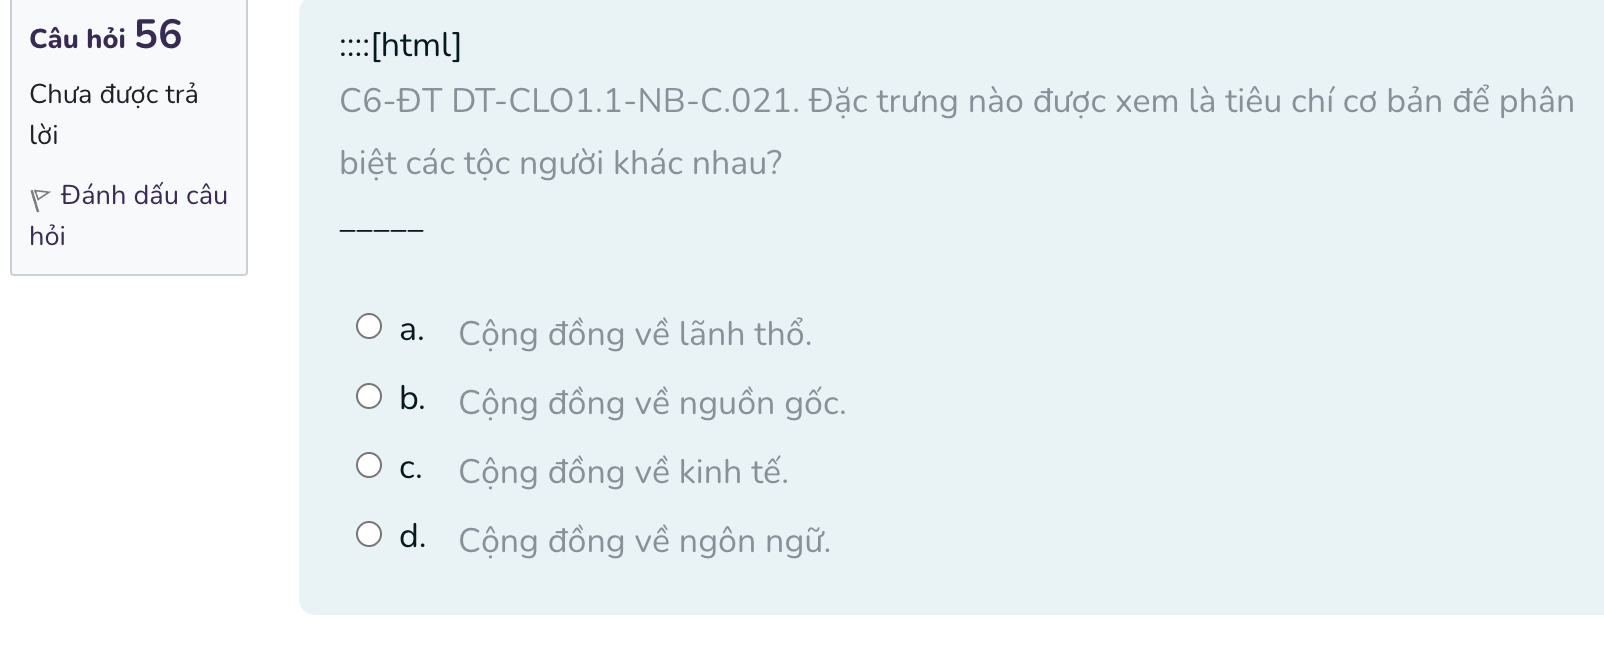 Câu hỏi 56
Chưa được trả
lời
Đánh dấu câu
hỏi
::::[html]
C6-ĐT DT-CLO1.1-NB-C.021. Đặc trưng nào được xem là tiêu chí cơ bản để phân
biệt các tộc người khác nhau?
_____
a. Cộng đồng về lãnh thổ.
b. Cộng đồng về nguồn gốc.
c. Cộng đồng về kinh tế.
d. Cộng đồng về ngôn ngữ.